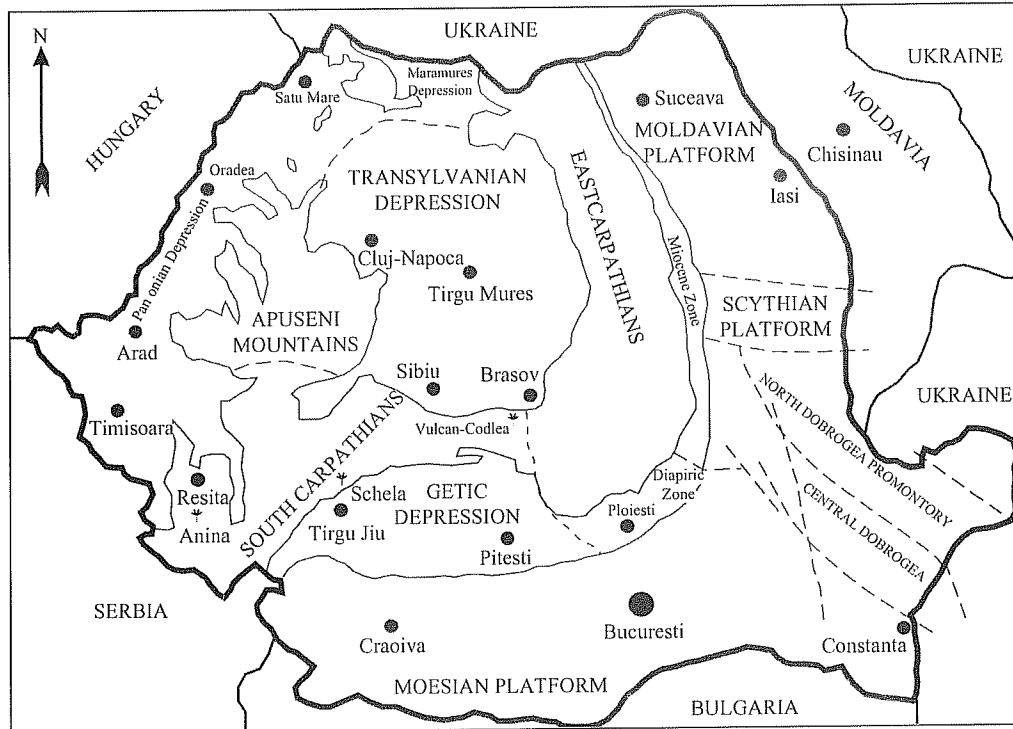 N
UKRAINE
UKRAINE
HUNGARY
MOLDAVIA
Maramures
Depression
Satu Mare
Suceava
MOLDAVIAN
PLATFORM
Chisinau
Iasi
Oradea
Pan onian Depression
TRANSYLVANIAN
DEPRESSION
EASTCARPATHIANS
Miocene Zone
Cluj-Napoca
Tirgu Mures
SCYTHIAN
PLATFORM
APUSENI
MOUNTAINS
Arad
Sibiu
Brasov
UKRAINE
Timisoara
Vulcan-Codlea
NORTH DOBROGEA PROMONTORY
SOUTH CARPATHIANS
Resita
Anina
Schela
Tirgu Jiu
GETIC
DEPRESSION
Diapiric
Zone
Ploiesti
Pitesti
CENTRAL DOBROGEA
SERBIA
Craoiva
Bucuresti
Constanta
MOESIAN PLATFORM
BULGARIA